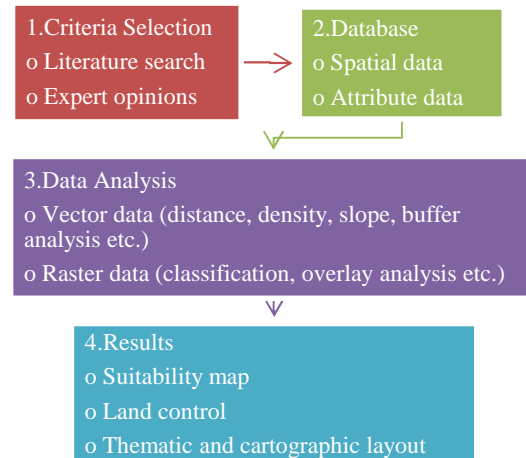 1.Criteria Selection
o Literature search
o Expert opinions
2.Database
o Spatial data
o Attribute data
3.Data Analysis
o Vector data (distance, density, slope, buffer
analysis etc.)
o Raster data (classification, overlay analysis etc.)
4.Results
o Suitability map
o Land control
o Thematic and cartographic layout